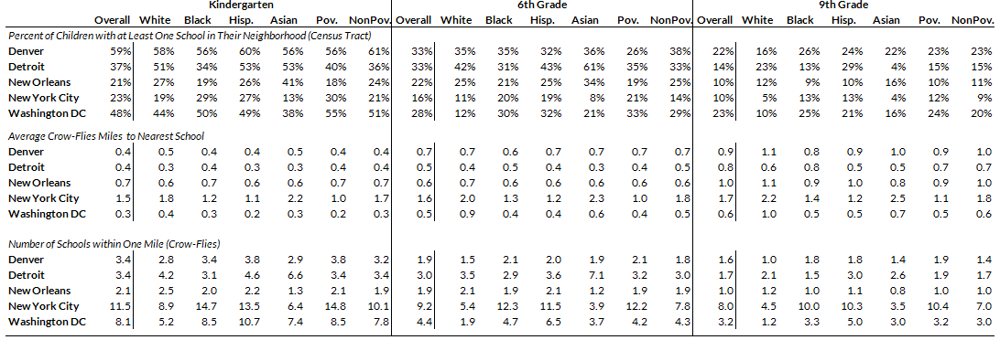 Kindergarten 6th Grade 9th Grade
Overall White Black Hisp. Asian Pov. NonPov. Overall White Black Hisp. Asian Pov. NonPov. Overall White Black Hisp. Asian Pov. NonPov.
Percent of Children with at Least One School in Their Neighborhood (Census Tract)
Denver 59% 58% 56% 60% 56% 56% 61% 33% 35% 35% 32% 36% 26% 38% 22% 16% 26% 24% 22% 23% 23%
Detroit 37% 51% 34% 53% 53% 40% 36% 33% 42% 31% 43% 61% 35% 33% 14% 23% 13% 29% 4% 15% 15%
New Orleans 21% 27% 19% 26% 41% 18% 24% 22% 25% 21% 25% 34% 19% 25% 10% 12% 9% 10% 16% 10% 11%
New York City 23% 19% 29% 27% 13% 30% 21% 16% 11% 20% 19% 8% 21% 14% 10% 5% 13% 13% 4% 12% 9%
Washington DC 48% 44% 50% 49% 38% 55% 51% 28% 12% 30% 32% 21% 33% 29% 23% 10% 25% 21% 16% 24% 20%
Average Crow-Flies Miles to Nearest School
Denver 0.4 0.5 0.4 0.4 0.5 0.4 0.4 0.7 0.7 0.6 0.7 0.7 0.7 0.7 0.9 1.1 0.8 0.9 1.0 0.9 1.0
Detroit 0.4 0.3 0.4 0.3 0.3 0.4 0.4 0.5 0.4 0.5 0.4 0.3 0.4 0.5 0.8 0.6 0.8 0.5 0.5 0.7 0.7
New Orleans 0.7 0.6 0.7 0.6 0.6 0.7 0.7 0.6 0.7 0.6 0.6 0.6 0.6 0.6 1.0 1.1 0.9 1.0 0.8 0.9 1.0
New York City 1.5 1.8 1.2 1.1 2.2 1.0 1.7 1.6 2.0 1.3 1.2 2.3 1.0 1.8 1.7 2.2 1.4 1.2 2.5 1.1 1.8
Washington DC 0.3 0.4 0.3 0.2 0.3 0.2 0.3 0.5 0.9 0.4 0.4 0.6 0.4 0.5 0.6 1.0 0.5 0.5 0.7 0.5 0.6
Number of Schools within One Mile (Crow-Flies)
Denver 3.4 2.8 3.4 3.8 2.9 3.8 3.2 1.9 1.5 2.1 2.0 1.9 2.1 1.8 1.6 1.0 1.8 1.8 1.4 1.9 1.4
Detroit 3.4 4.2 3.1 4.6 6.6 3.4 3.4 3.0 3.5 2.9 3.6 7.1 3.2 3.0 1.7 2.1 1.5 3.0 2.6 1.9 1.7
New Orleans 2.1 2.5 2.0 2.2 1.3 2.1 1.9 1.9 2.1 1.9 2.1 1.2 1.9 1.9 1.0 1.2 1.0 1.1 0.8 1.0 1.0
New York City 11.5 8.9 14.7 13.5 6.4 14.8 10.1 9.2 5.4 12.3 11.5 3.9 12.2 7.8 8.0 4.5 10.0 10.3 3.5 10.4 7.0
Washington DC 8.1 5.2 8.5 10.7 7.4 8.5 7.8 4.4 1.9 4.7 6.5 3.7 4.2 4.3 3.2 1.2 3.3 5.0 3.0 3.2 3.0